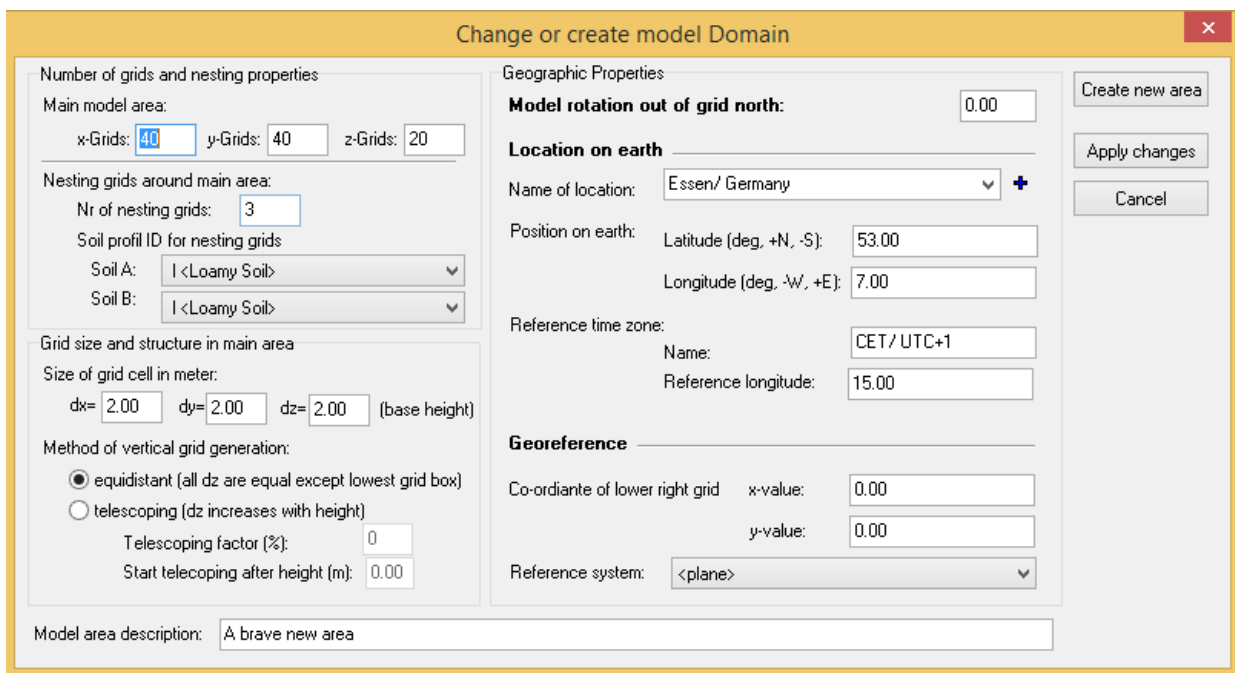 Change or create model Domain
Number of grids and nesting properties
Main model area:
x-Grids: 40 y-Grids: 40 z-Grids: 20
Nesting grids around main area:
Nr of nesting grids: 3
Soil profil ID for nesting grids
Soil A: l <Loamy Soil>
Soil B: l <Loamy Soil>
Grid size and structure in main area
Size of grid cell in meter:
dx= 2.00 dy= 2.00 dz= 2.00 (base height)
Method of vertical grid generation:
equidistant (all dz are equal except lowest grid box)
telescoping (dz increases with height)
Telescoping factor (%): 0
Start telecoping after height (m): 0.00
Geographic Properties
Model rotation out of grid north: 0.00
Location on earth
Name of location: Essen/ Germany
Position on earth: Latitude (deg, +N, -S): 53.00
Longitude (deg, -W, +E): 7.00
Reference time zone:
Name: CET/ UTC+1
Reference longitude: 15.00
Georeference
Co-ordiante of lower right grid x-value: 0.00
y-value: 0.00
Reference system: <plane>
Create new area
Apply changes
Cancel
Model area description: A brave new area